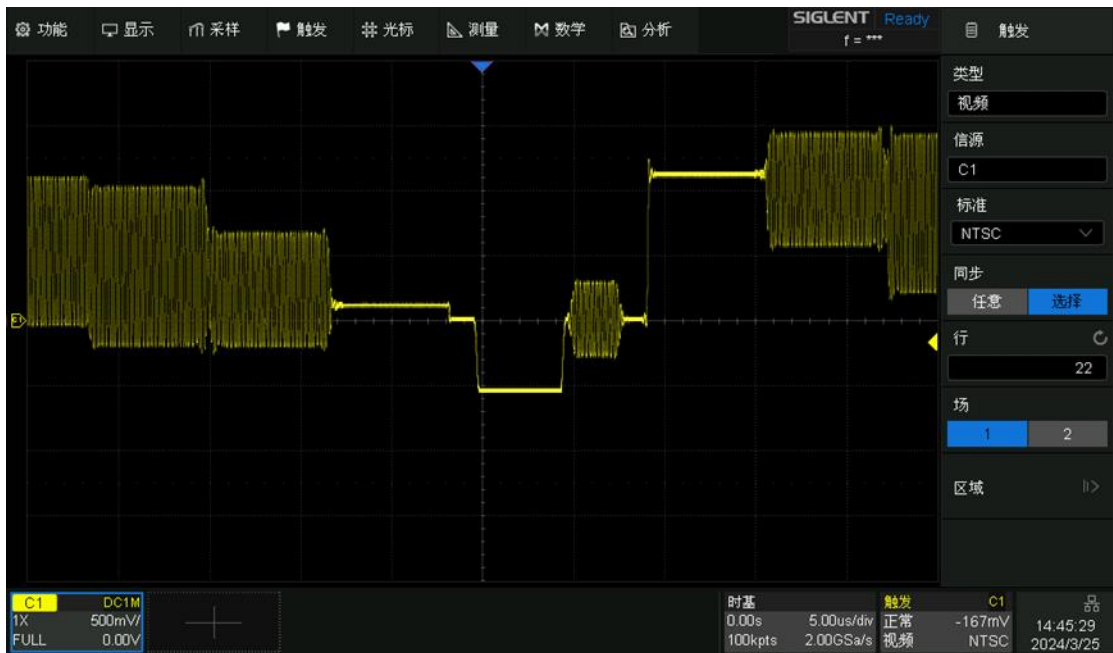 功能 显示 采样 触发 光标 测量 数学 分析
SIGLENT Ready
f = ***
触发
类型
视频
信源
C1
标准
NTSC
同步
任意 选择
行
22
场
1 2
区域
C1
C1 DC1M
1X 500mV/
FULL 0.00V
时基
0.00s 5.00us/div
100kpts 2.00GSa/s
触发 C1
正常 -167mV
视频 NTSC
14:45:29
2024/3/25